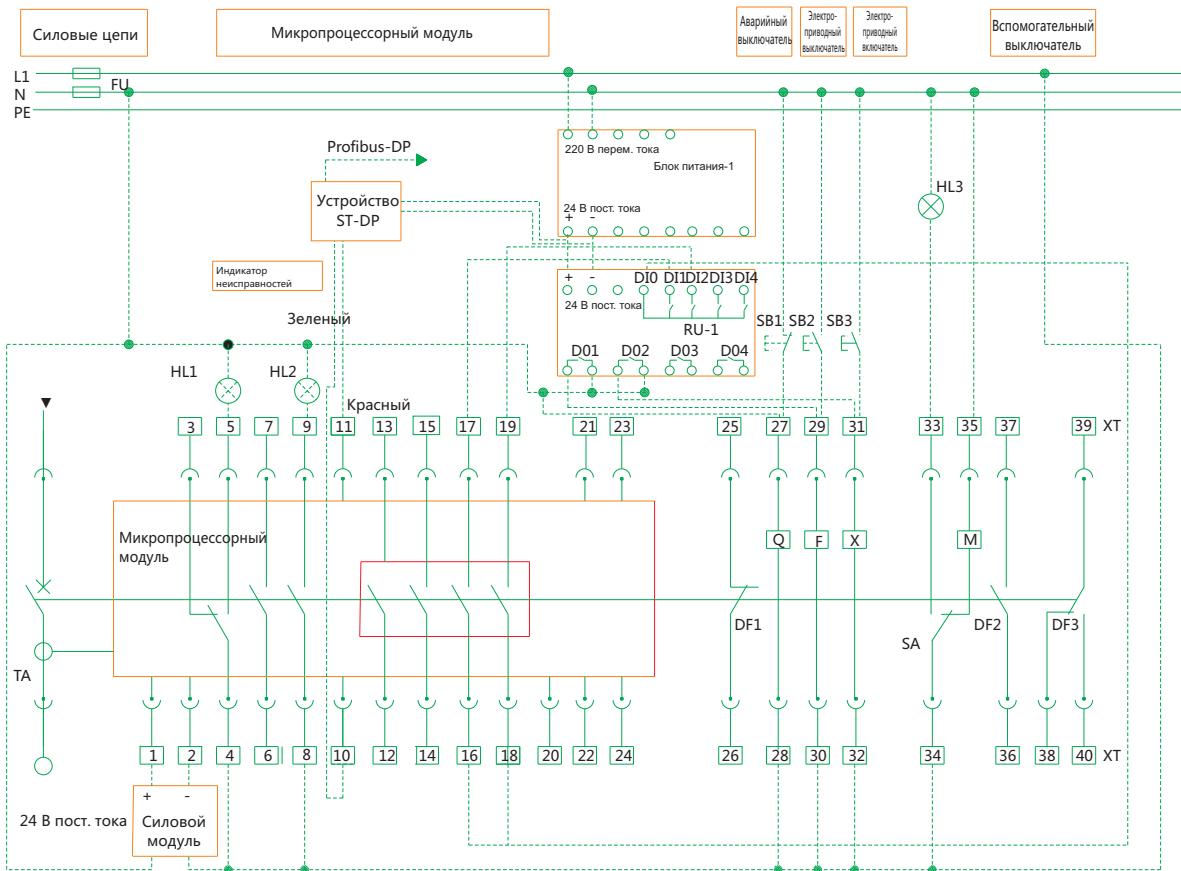 Силовые цепи
Микропроцессорный модуль
Аварийный
выключатель
Электро-
приводный
выключатель
Электро-
приводный
включатель
Вспомогательный
выключатель
L1
FU
N
PE
Profibus-DP
220 В перем. тока
Блок питания-1
Устройство
ST-DP
24 В пост. тока
+ -
HL3
Индикатор
неисправностей
+ - DI0 DI1 DI2 DI3 DI4
24 В пост. тока
RU-1
Зеленый
SB1 SB2 SB3
D01 D02 D03 D04
HL1 HL2
Красный
3 5 7 9 11 13 15 17 19 21 23 25 27 29 31 33 35 37 39 XT
Микропроцессорный
модуль
Q F X M
DF1 SA DF2 DF3
TA
1 2 4 6 8 10 12 14 16 18 20 22 24 26 28 30 32 34 36 38 40 XT
+ -
24 В пост. тока
Силовой
модуль